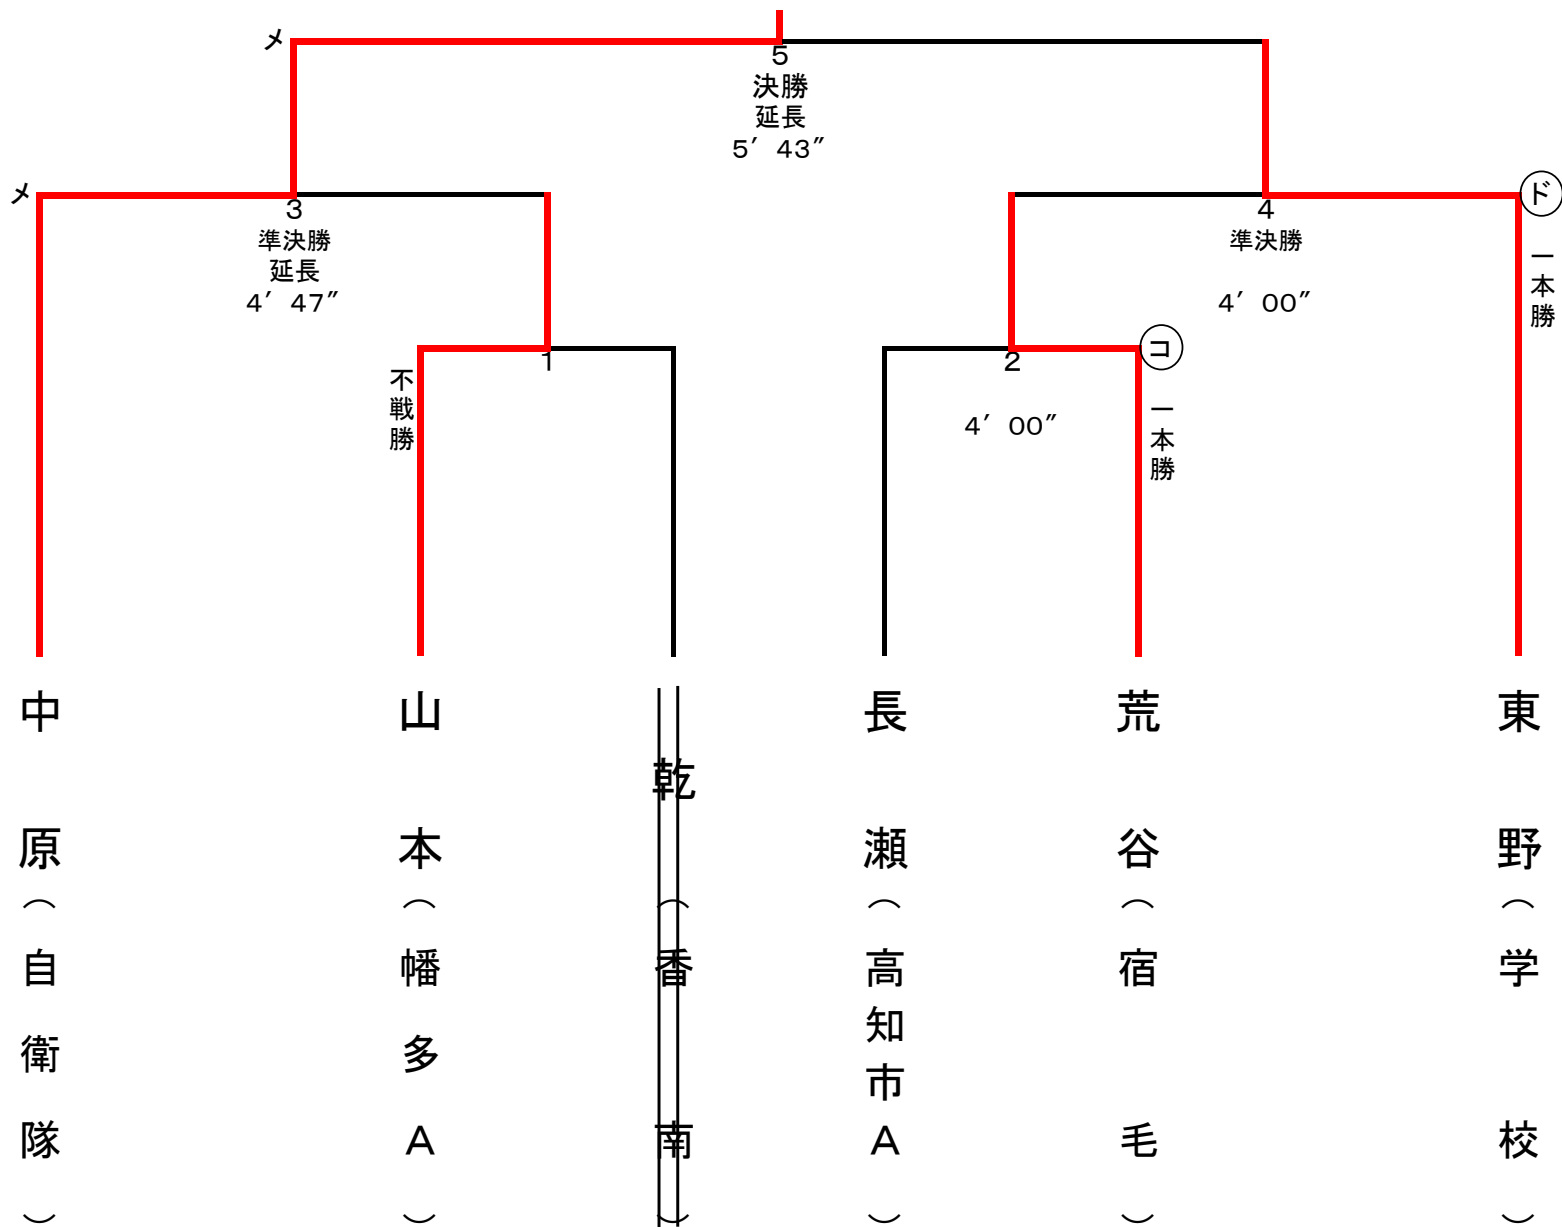 メ
5
決勝
延長
5′ 43″
メ
3
準決勝
延長
4′ 47″
4
準決勝
4′ 00″
ド
一本勝
1
不戦勝
2
4′ 00″
コ
一本勝
中原（自衛隊）
山本（幡多A）
乾（香南）
長瀬（高知市A）
荒谷（宿毛）
東野（学校）